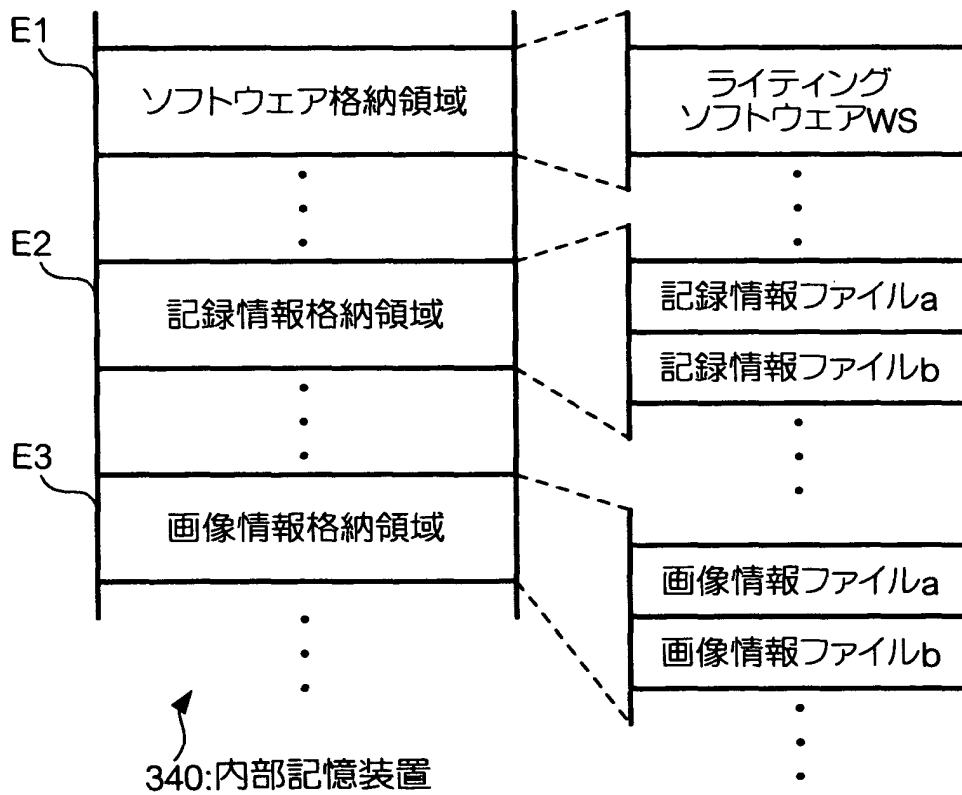 E1
ソフトウェア格納領域
ライティング
ソフトウェアWS
E2
記録情報格納領域
記録情報ファイルa
記録情報ファイルb
E3
画像情報格納領域
画像情報ファイルa
画像情報ファイルb
340:内部記憶装置